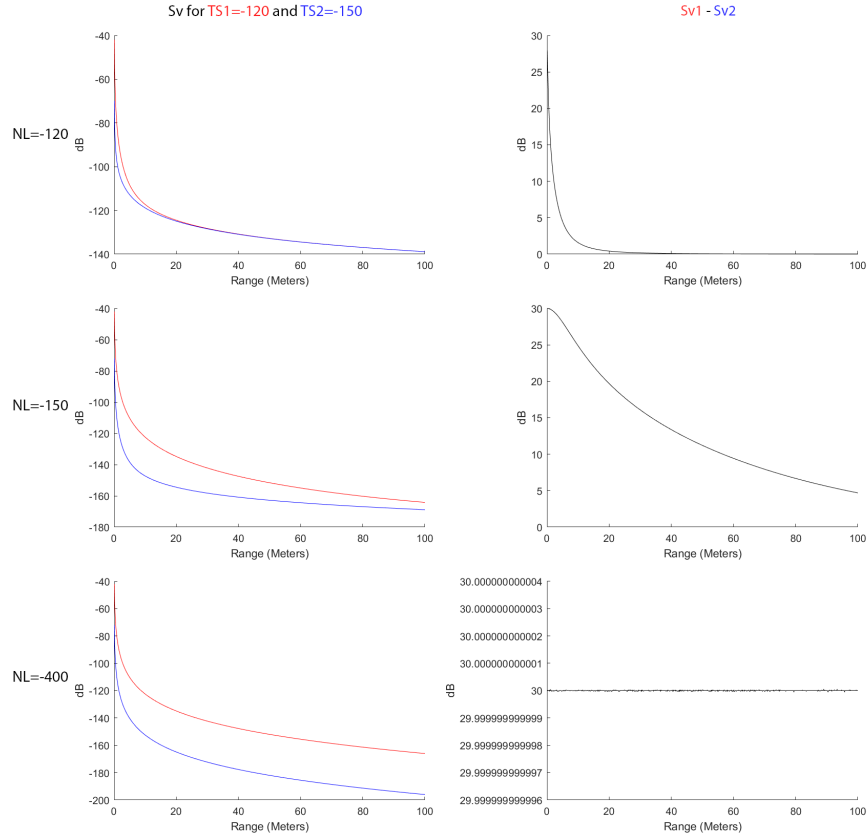 Sv for TS1=-120 and TS2=-150
Sv1 - Sv2
NL=-120
dB
-40
-60
-80
-100
-120
-140
0 20 40 60 80 100
Range (Meters)
dB
30
25
20
15
10
5
0
0 20 40 60 80 100
Range (Meters)
NL=-150
dB
-40
-60
-80
-100
-120
-140
-160
-180
0 20 40 60 80 100
Range (Meters)
dB
30
25
20
15
10
5
0
0 20 40 60 80 100
Range (Meters)
NL=-400
dB
-40
-60
-80
-100
-120
-140
-160
-180
-200
0 20 40 60 80 100
Range (Meters)
dB
30.000000000004
30.000000000003
30.000000000002
30.000000000001
30
29.999999999999
29.999999999998
29.999999999997
29.999999999996
0 20 40 60 80 100
Range (Meters)